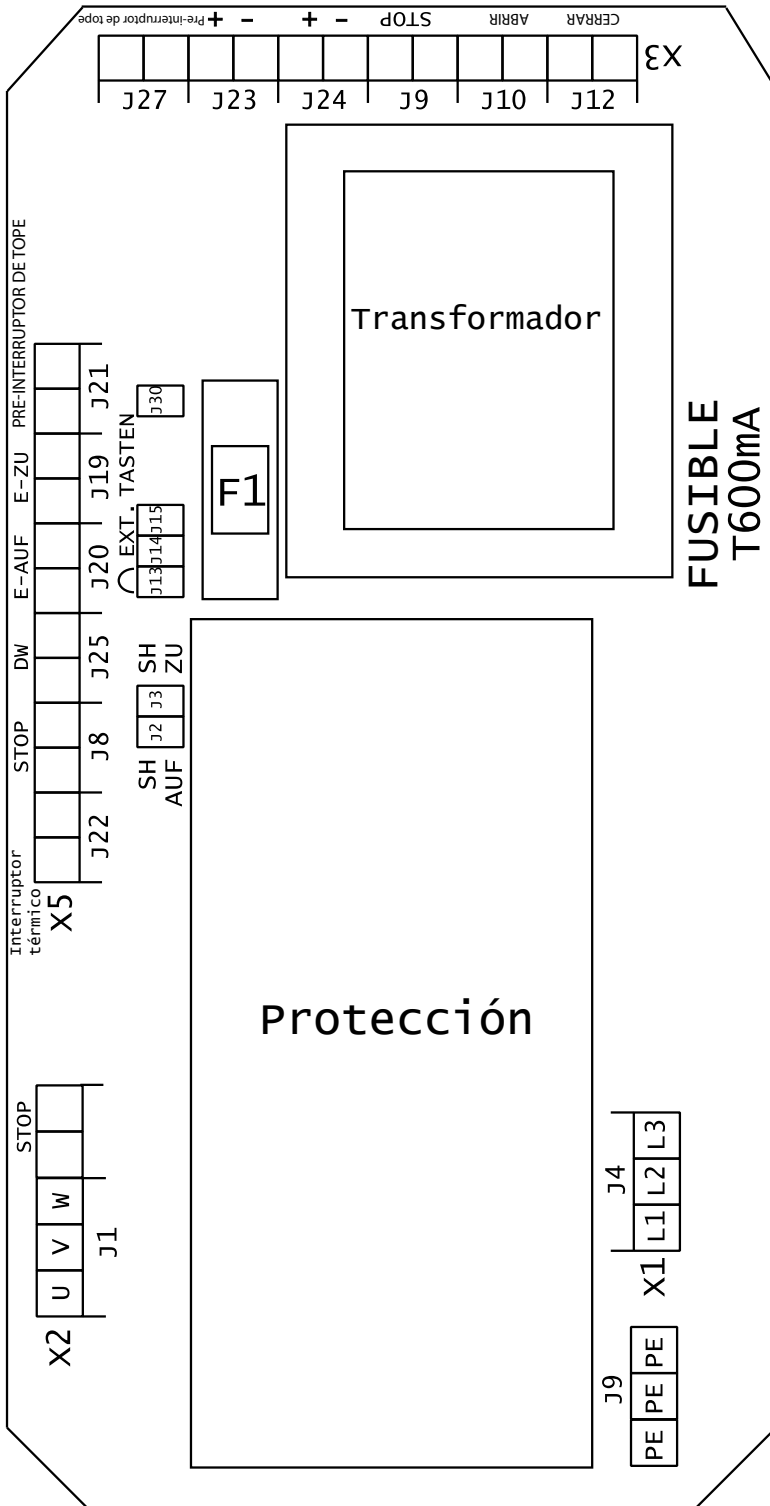 Pre-interruptor de tope + - + - STOP ABRIR CERRAR
X3
J27 J23 J24 J9 J10 J12
Transformador
FUSIBLE
T600mA
F1
PRE-INTERRUPTOR DE TOPE
E-ZU
E-AUF
DW
STOP
Interruptor
térmico
X5
J21
J19
J20
J25
J8
J22
J30
EXT. TASTEN
J15
J14
J13
SH
ZU
J3
J2
SH
AUF
Protección
STOP
W
V
U
J1
X2
J4
L1 L2 L3
X1
J9
PE PE PE